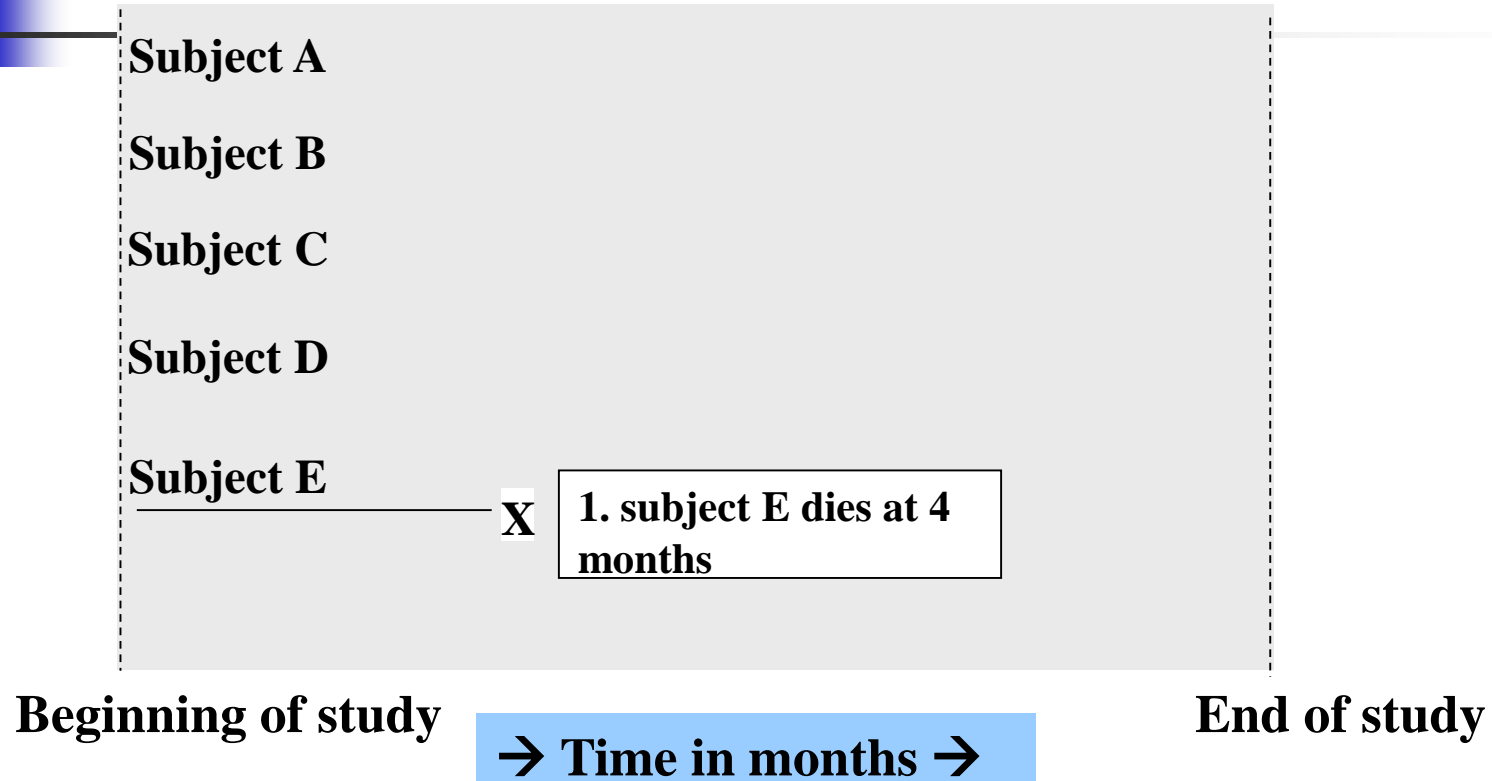 Subject A
Subject B
Subject C
Subject D
Subject E
X
1. subject E dies at 4
months
Beginning of study
End of study
→ Time in months →